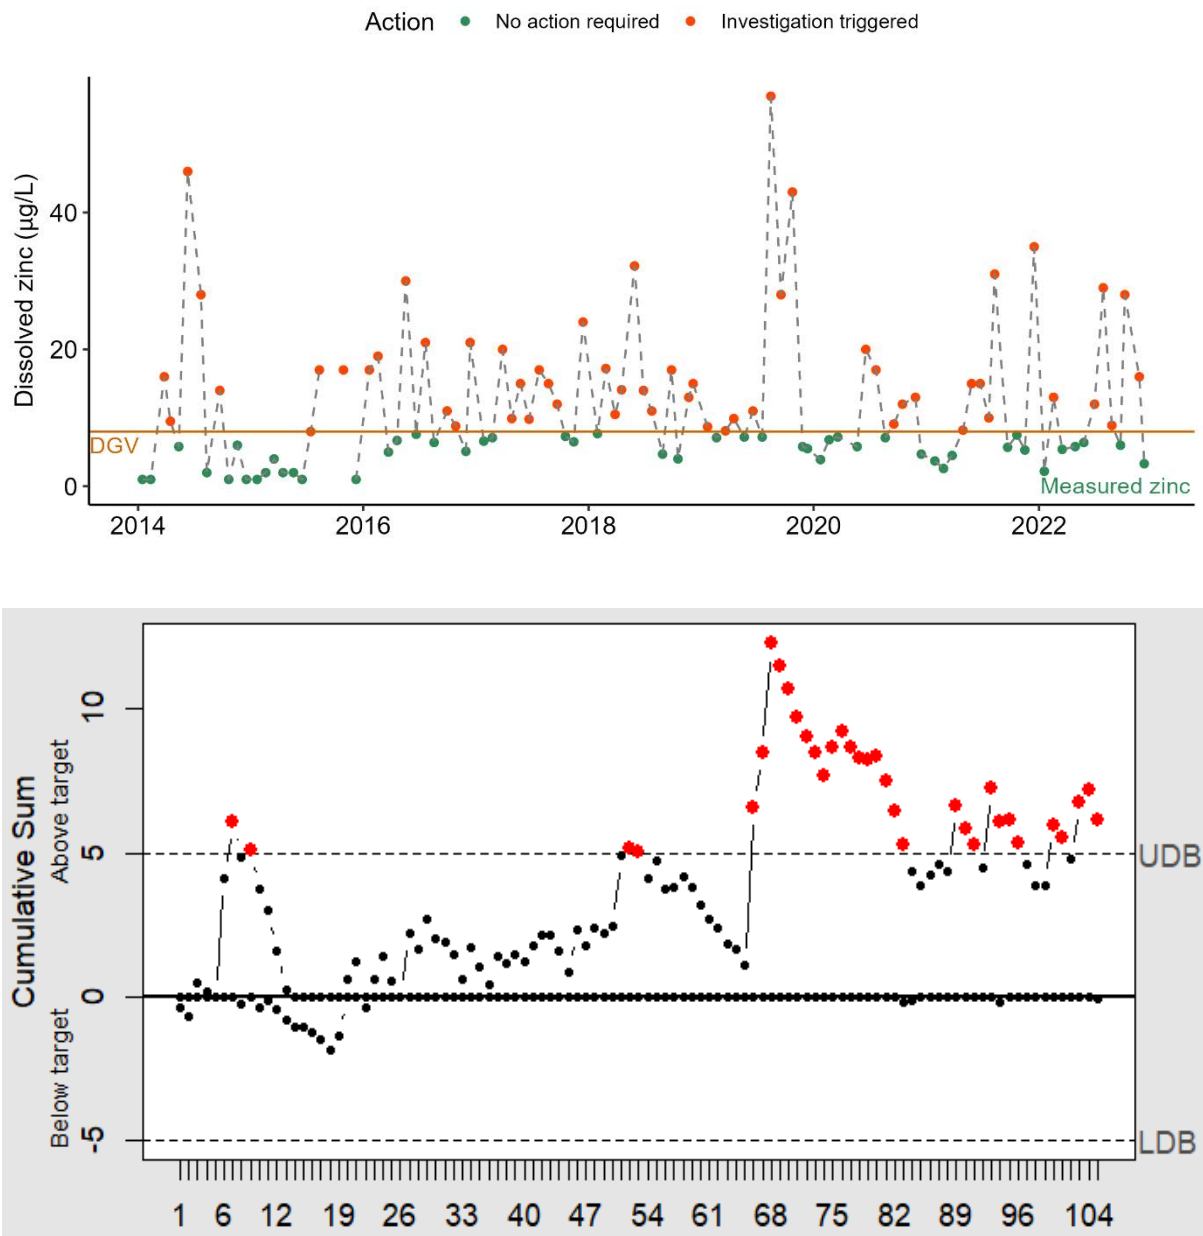 Action No action required Investigation triggered
Dissolved zinc (µg/L)
40
20
0
DGV
Measured zinc
2014 2016 2018 2020 2022
Cumulative Sum
Above target
Below target
10
5
0
-5
UDB
LDB
1 6 12 19 26 33 40 47 54 61 68 75 82 89 96 104